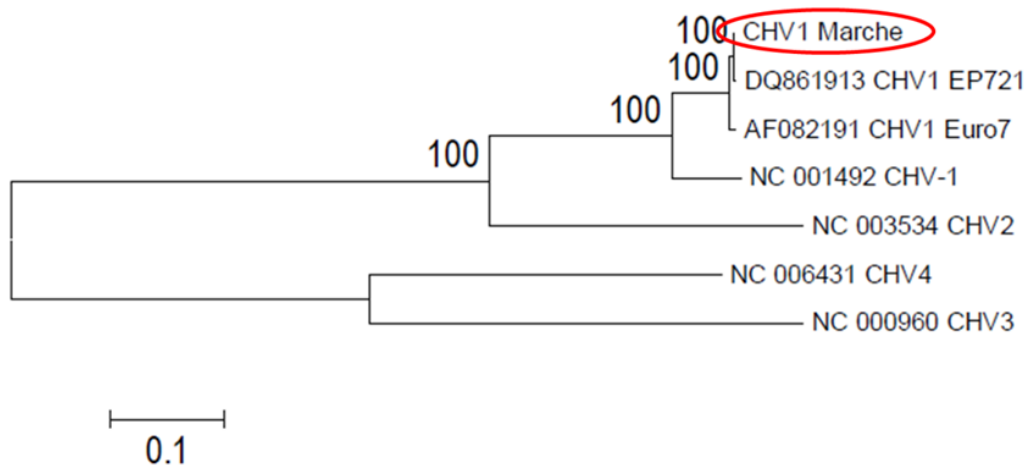 100 CHV1 Marche
100 DQ861913 CHV1 EP721
100 AF082191 CHV1 Euro7
100 NC 001492 CHV-1
NC 003534 CHV2
NC 006431 CHV4
NC 000960 CHV3
0.1